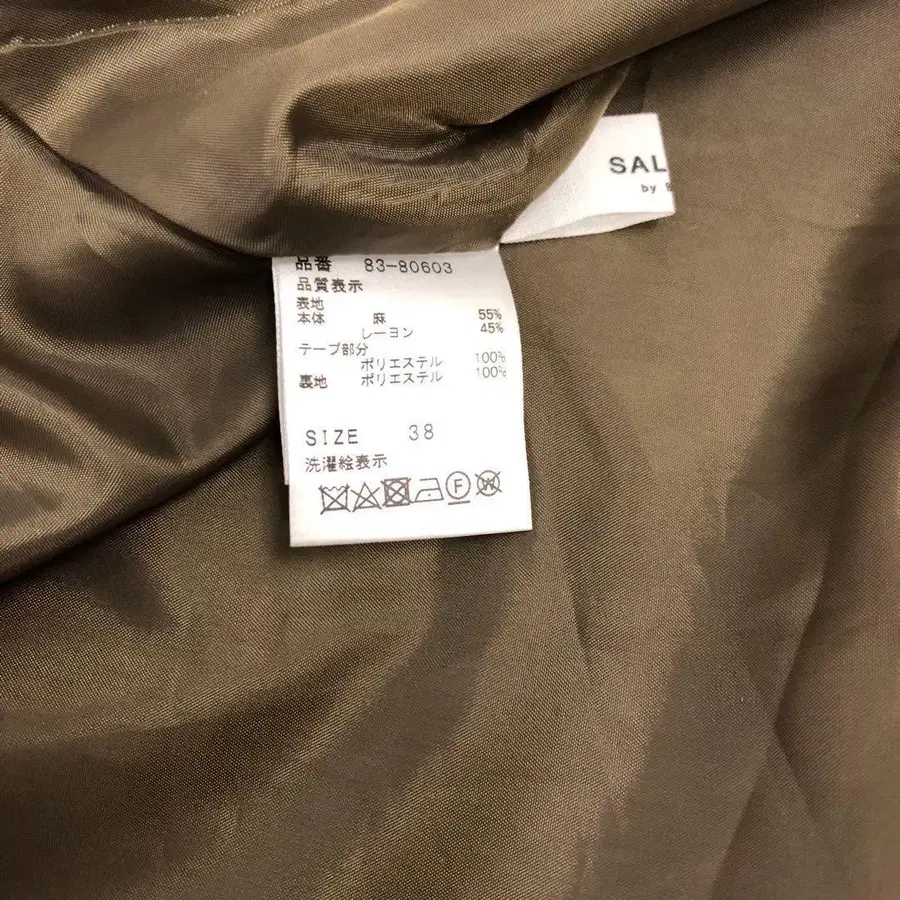 SAL
by
品番 83-80603
品質表示
表地
本体 麻 55%
レーヨン 45%
テープ部分
ポリエステル 100%
裏地 ポリエステル 100%
SIZE 38
洗濯絵表示
F W